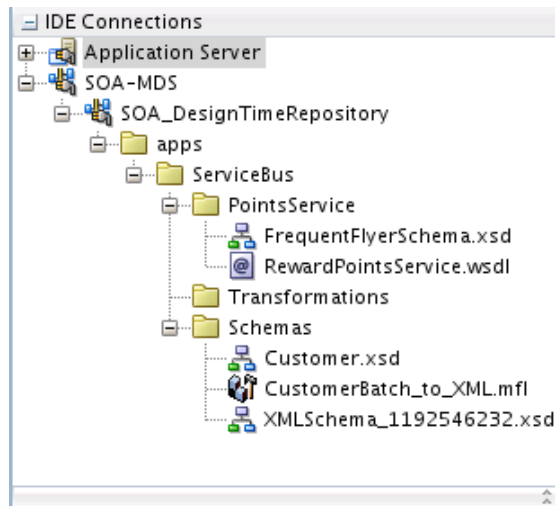 IDE Connections
Application Server
SOA-MDS
SOA_DesignTimeRepository
apps
ServiceBus
PointsService
FrequentFlyerSchema.xsd
RewardPointsService.wsdl
Transformations
Schemas
Customer.xsd
CustomerBatch_to_XML.mfl
XMLSchema_1192546232.xsd